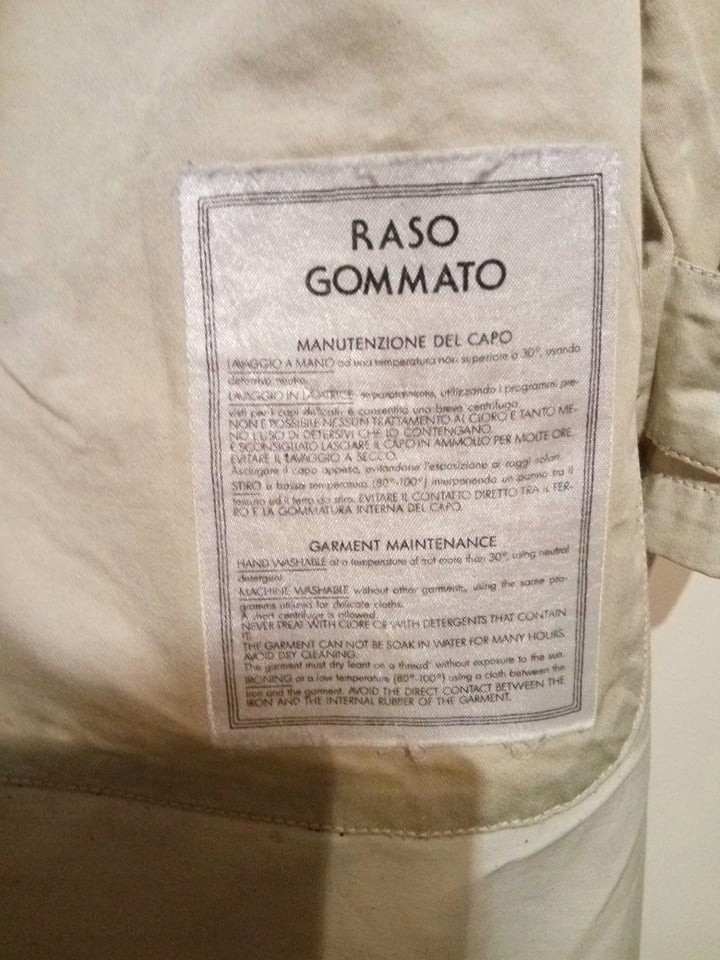 RASO
GOMMATO
MANUTENZIONE DEL CAPO
LAVAGGIO A MANO ad una temperatura non superiore a 30°, usando
detersivo neutro.
LAVAGGIO IN LAVATRICE separatamente, utilizzando i programmi pre-
visti per i capi delicati: è consentita una breve centrifuga.
NON È POSSIBILE NESSUN TRATTAMENTO AL CLORO E TANTO ME-
NO L'USO DI DETERSIVI CHE LO CONTENGANO.
È SCONSIGLIATO LASCIARE IL CAPO IN AMMOLLO PER MOLTE ORE.
EVITARE IL LAVAGGIO A SECCO.
Asciugare il capo appeso, evitandone l'esposizione ai raggi solari.
STIRO a bassa temperatura (80°-100°) interponendo un panno tra il
tessuto ed il ferro da stiro. EVITARE IL CONTATTO DIRETTO TRA IL FER-
RO E LA GOMMATURA INTERNA DEL CAPO.
GARMENT MAINTENANCE
HAND WASHABLE at a temperature of not more than 30°, using neutral
detergent.
MACHINE WASHABLE without other garments, using the same pro-
gramms utilized for delicate cloths.
A short centrifuge is allowed.
NEVER TREAT WITH CLORE OR WITH DETERGENTS THAT CONTAIN
IT.
THE GARMENT CAN NOT BE SOAK IN WATER FOR MANY HOURS.
AVOID DRY CLEANING.
The garment must dry leant on a thread without exposure to the sun.
IRONING at a low temperature (80°-100°) using a cloth between the
iron and the garment. AVOID THE DIRECT CONTACT BETWEEN THE
IRON AND THE INTERNAL RUBBER OF THE GARMENT.